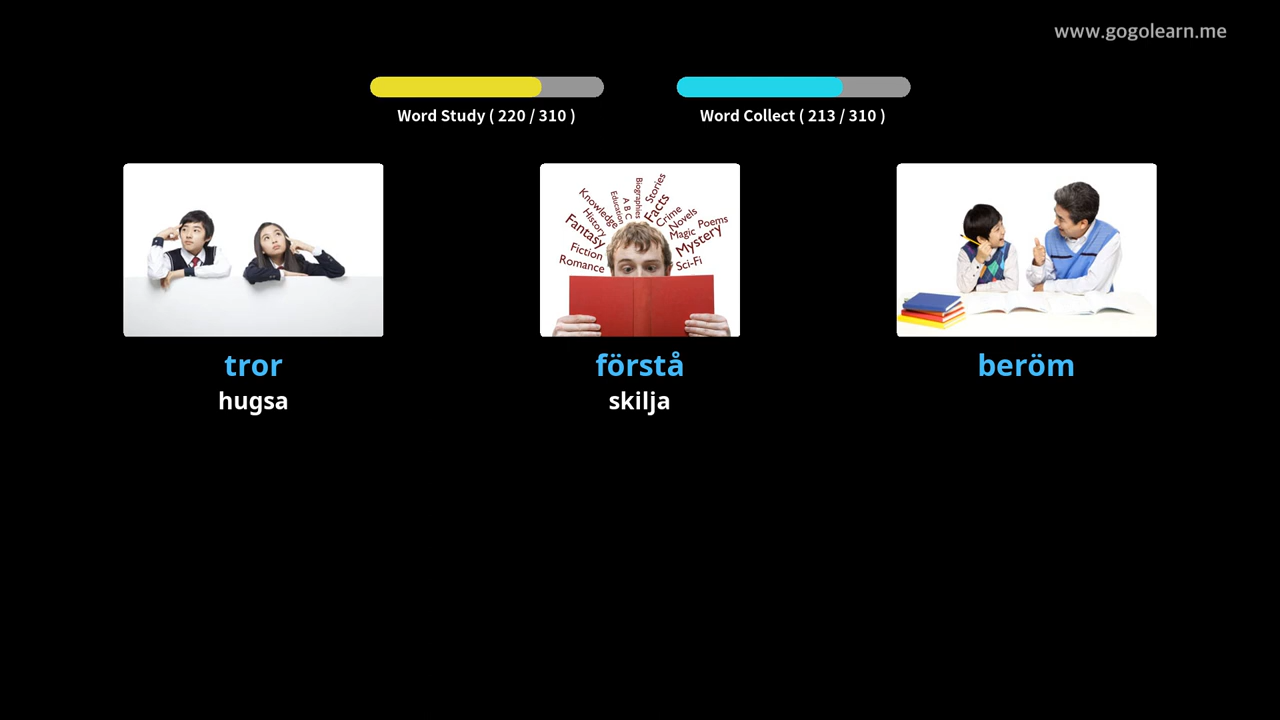 www.gogolearn.me
Word Study ( 220 / 310 )
Word Collect ( 213 / 310 )
Knowledge
History
Fantasy
Fiction
Romance
Education
A B C
Biographies
Stories
Facts
Crime
Novels
Magic
Poems
Mystery
Sci-Fi
tror
förstå
beröm
hugsa
skilja